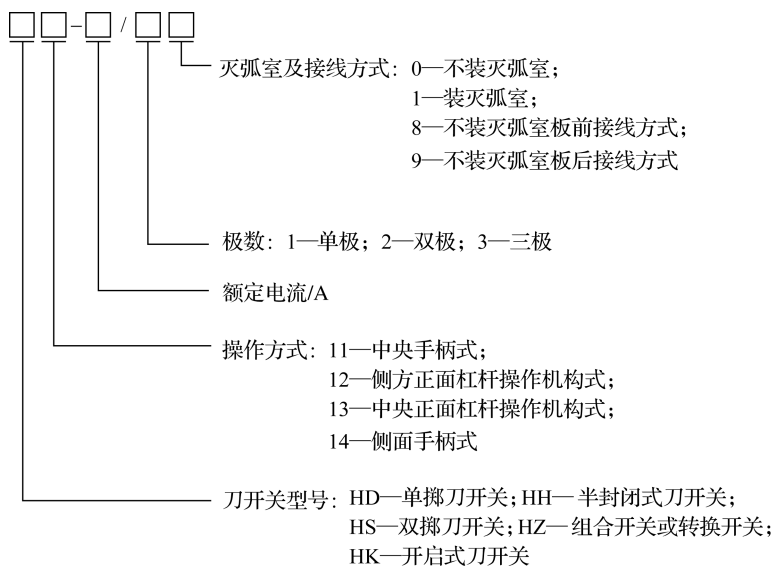 □□-□/□□
灭弧室及接线方式：0—不装灭弧室；
1—装灭弧室；
8—不装灭弧室板前接线方式；
9—不装灭弧室板后接线方式
极数：1—单极；2—双极；3—三极
额定电流/A
操作方式：11—中央手柄式；
12—侧方正面杠杆操作机构式；
13—中央正面杠杆操作机构式；
14—侧面手柄式
刀开关型号：HD—单掷刀开关；HH—半封闭式刀开关；
HS—双掷刀开关；HZ—组合开关或转换开关；
HK—开启式刀开关